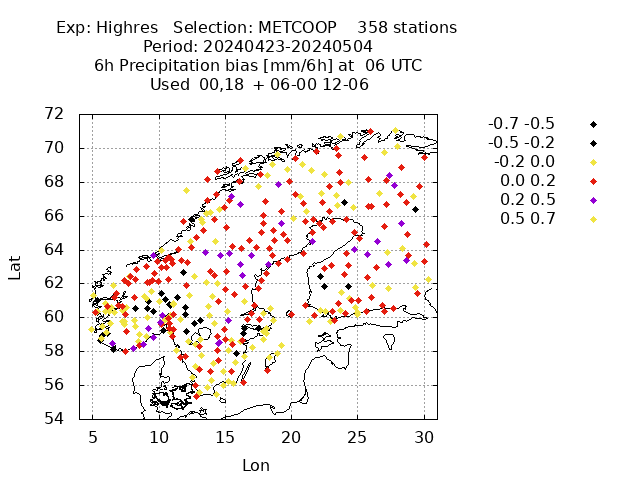 Exp: Highres   Selection: METCOOP    358 stations
Period: 20240423-20240504
6h Precipitation bias [mm/6h] at  06 UTC
Used  00,18  + 06-00 12-06
72
70
68
66
64
62
60
58
56
54
Lat
5 10 15 20 25 30
Lon
-0.7 -0.5
-0.5 -0.2
-0.2 0.0
0.0 0.2
0.2 0.5
0.5 0.7